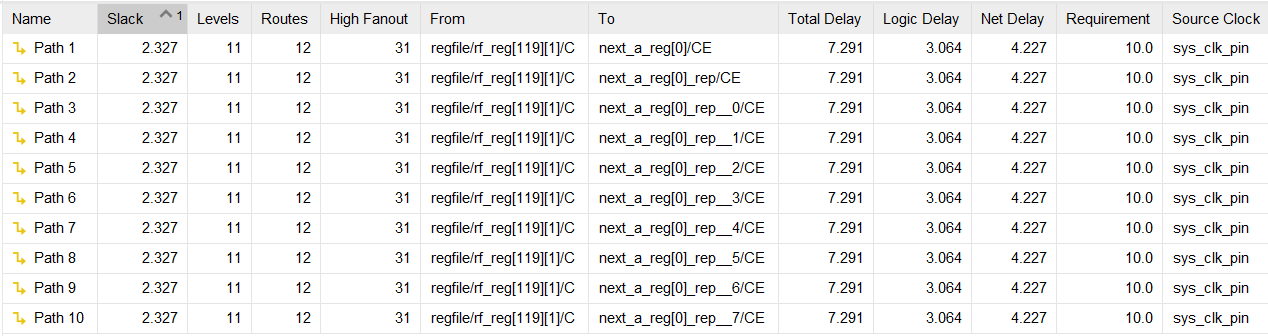 Name Slack 1 Levels Routes High Fanout From To Total Delay Logic Delay Net Delay Requirement Source Clock
Path 1 2.327 11 12 31 regfile/rf_reg[119][1]/C next_a_reg[0]/CE 7.291 3.064 4.227 10.0 sys_clk_pin
Path 2 2.327 11 12 31 regfile/rf_reg[119][1]/C next_a_reg[0]_rep/CE 7.291 3.064 4.227 10.0 sys_clk_pin
Path 3 2.327 11 12 31 regfile/rf_reg[119][1]/C next_a_reg[0]_rep__0/CE 7.291 3.064 4.227 10.0 sys_clk_pin
Path 4 2.327 11 12 31 regfile/rf_reg[119][1]/C next_a_reg[0]_rep__1/CE 7.291 3.064 4.227 10.0 sys_clk_pin
Path 5 2.327 11 12 31 regfile/rf_reg[119][1]/C next_a_reg[0]_rep__2/CE 7.291 3.064 4.227 10.0 sys_clk_pin
Path 6 2.327 11 12 31 regfile/rf_reg[119][1]/C next_a_reg[0]_rep__3/CE 7.291 3.064 4.227 10.0 sys_clk_pin
Path 7 2.327 11 12 31 regfile/rf_reg[119][1]/C next_a_reg[0]_rep__4/CE 7.291 3.064 4.227 10.0 sys_clk_pin
Path 8 2.327 11 12 31 regfile/rf_reg[119][1]/C next_a_reg[0]_rep__5/CE 7.291 3.064 4.227 10.0 sys_clk_pin
Path 9 2.327 11 12 31 regfile/rf_reg[119][1]/C next_a_reg[0]_rep__6/CE 7.291 3.064 4.227 10.0 sys_clk_pin
Path 10 2.327 11 12 31 regfile/rf_reg[119][1]/C next_a_reg[0]_rep__7/CE 7.291 3.064 4.227 10.0 sys_clk_pin